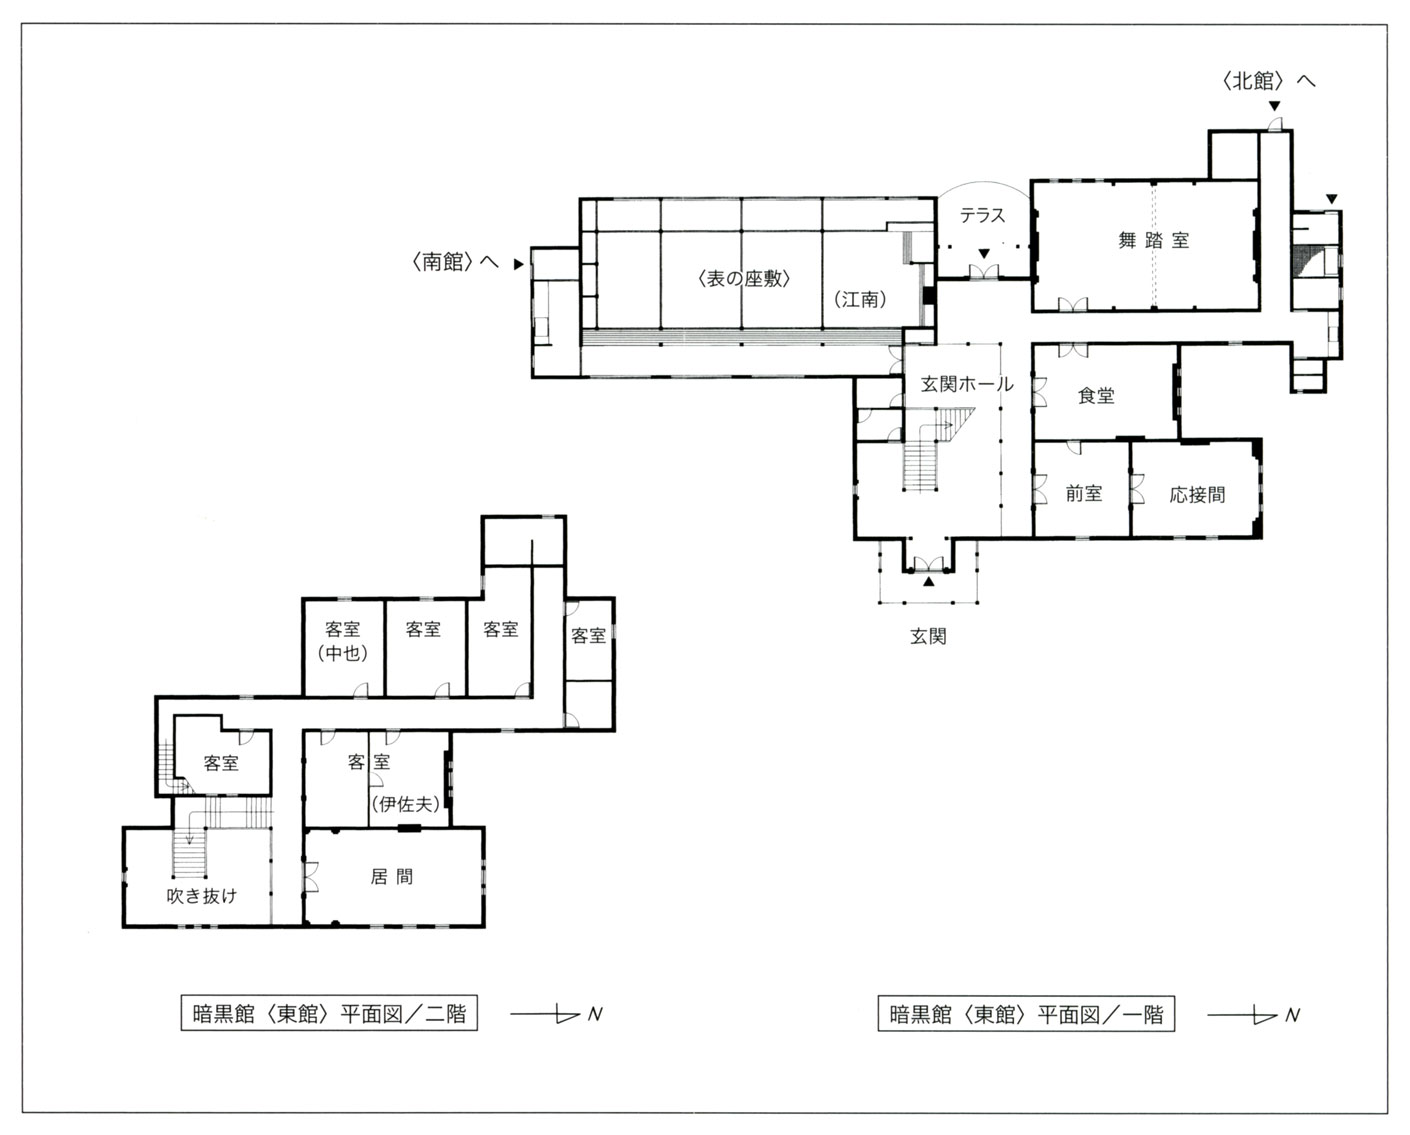 〈北館〉へ
テラス
舞踏室
〈南館〉へ
〈表の座敷〉
(江南)
玄関ホール
食堂
前室
応接間
玄関
客室
(中也)
客室
客室
客室
客室
客室
(伊佐夫)
吹き抜け
居間
暗黒館〈東館〉平面図／二階
N
暗黒館〈東館〉平面図／一階
N